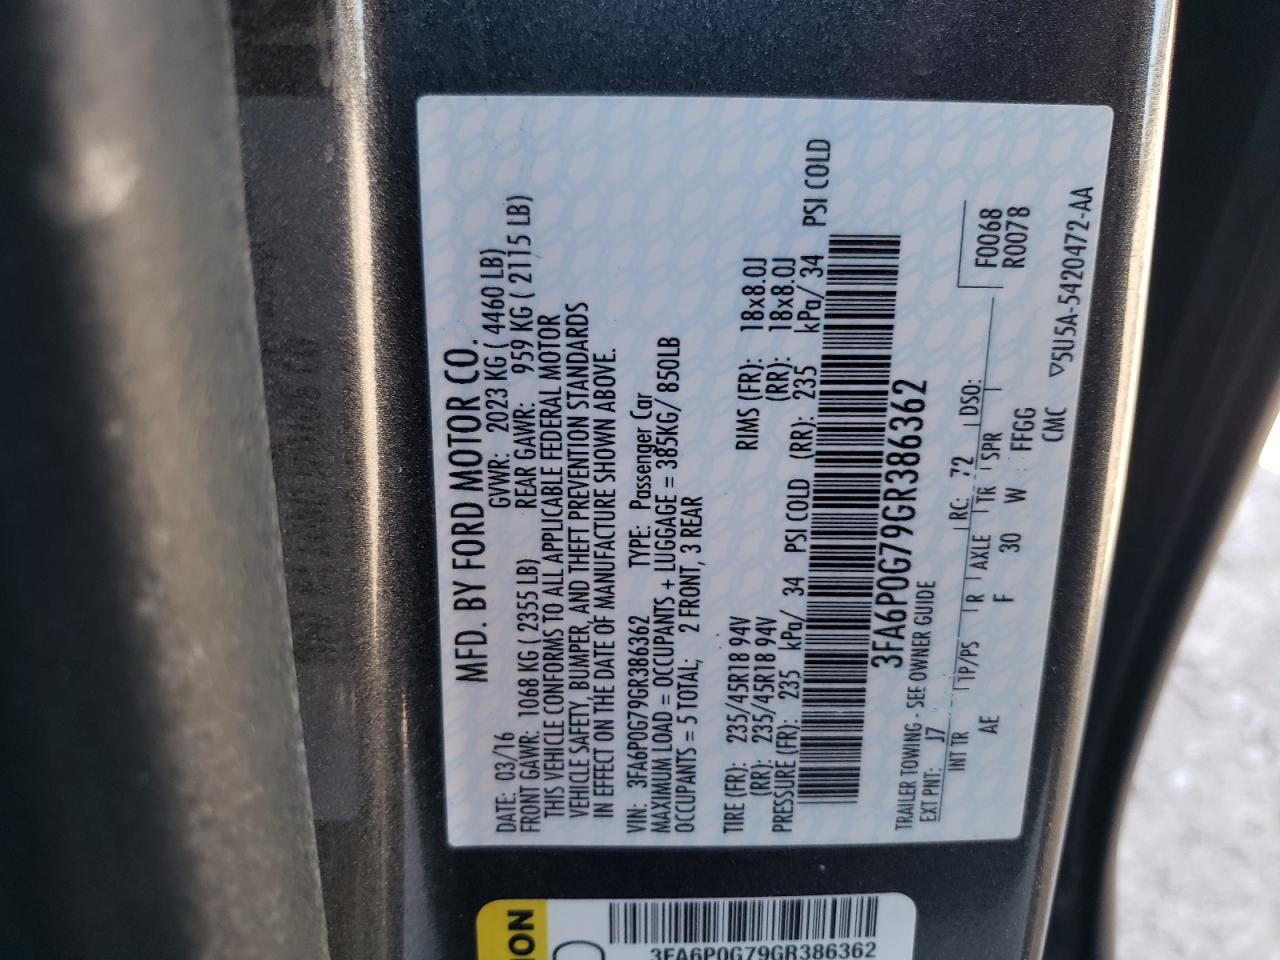 MFD. BY FORD MOTOR CO.
DATE: 03/16 GVWR: 2023 KG ( 4460 LB)
FRONT GAWR: 1068 KG ( 2355 LB) REAR GAWR: 959 KG ( 2115 LB)
THIS VEHICLE CONFORMS TO ALL APPLICABLE FEDERAL MOTOR
VEHICLE SAFETY, BUMPER, AND THEFT PREVENTION STANDARDS
IN EFFECT ON THE DATE OF MANUFACTURE SHOWN ABOVE.
VIN: 3FA6P0G79GR386362 TYPE: Passenger Car
MAXIMUM LOAD = OCCUPANTS + LUGGAGE = 385KG/ 850LB
OCCUPANTS = 5 TOTAL, 2 FRONT, 3 REAR
TIRE (FR): 235/45R18 94V RIMS (FR): 18x8.0J
(RR): 235/45R18 94V (RR): 18x8.0J
PRESSURE (FR): 235 kPa/ 34 PSI COLD (RR): 235 kPa/ 34 PSI COLD
3FA6P0G79GR386362
TRAILER TOWING - SEE OWNER GUIDE
EXT PNT: J7 RC: 72 DSO: F0068
R0078
INT TR TP/PS R AXLE TR SPR
AE F 30 W FFGG
CMC ▽5U5A-5420472-AA
ION
3FA6P0G79GR386362